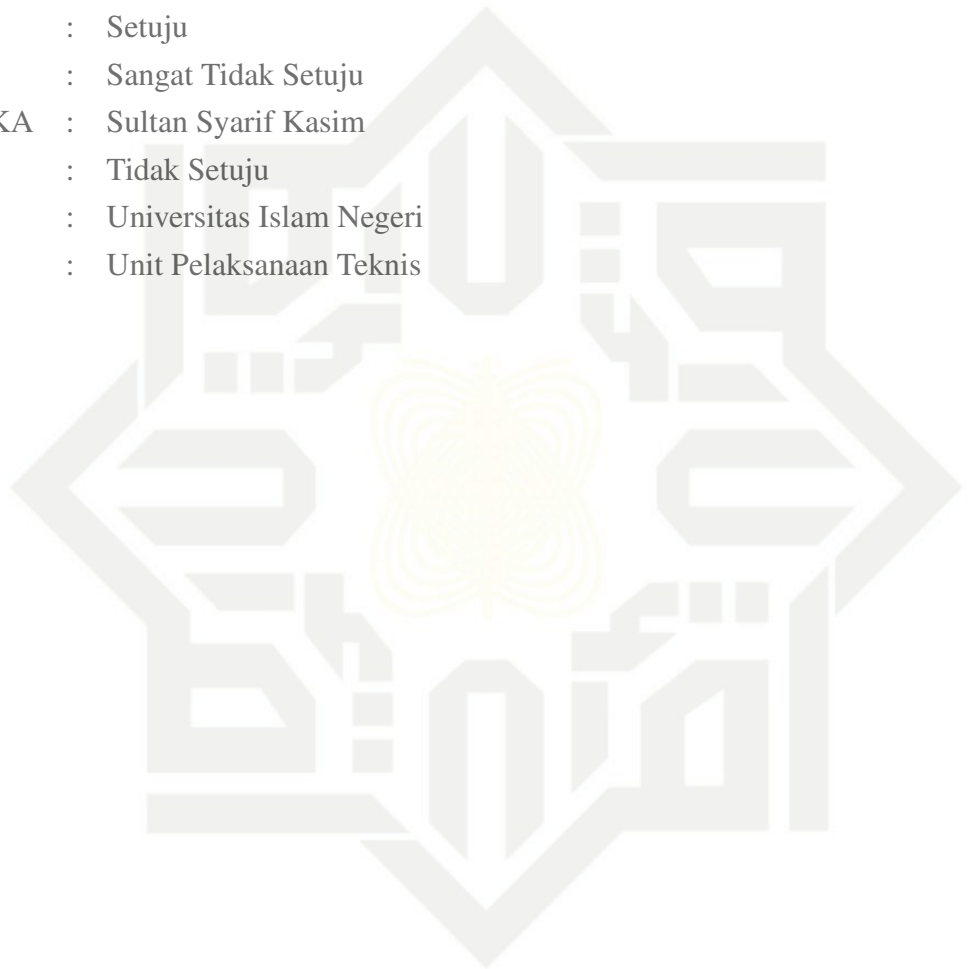 : Setuju
: Sangat Tidak Setuju
KA : Sultan Syarif Kasim
: Tidak Setuju
: Universitas Islam Negeri
: Unit Pelaksanaan Teknis